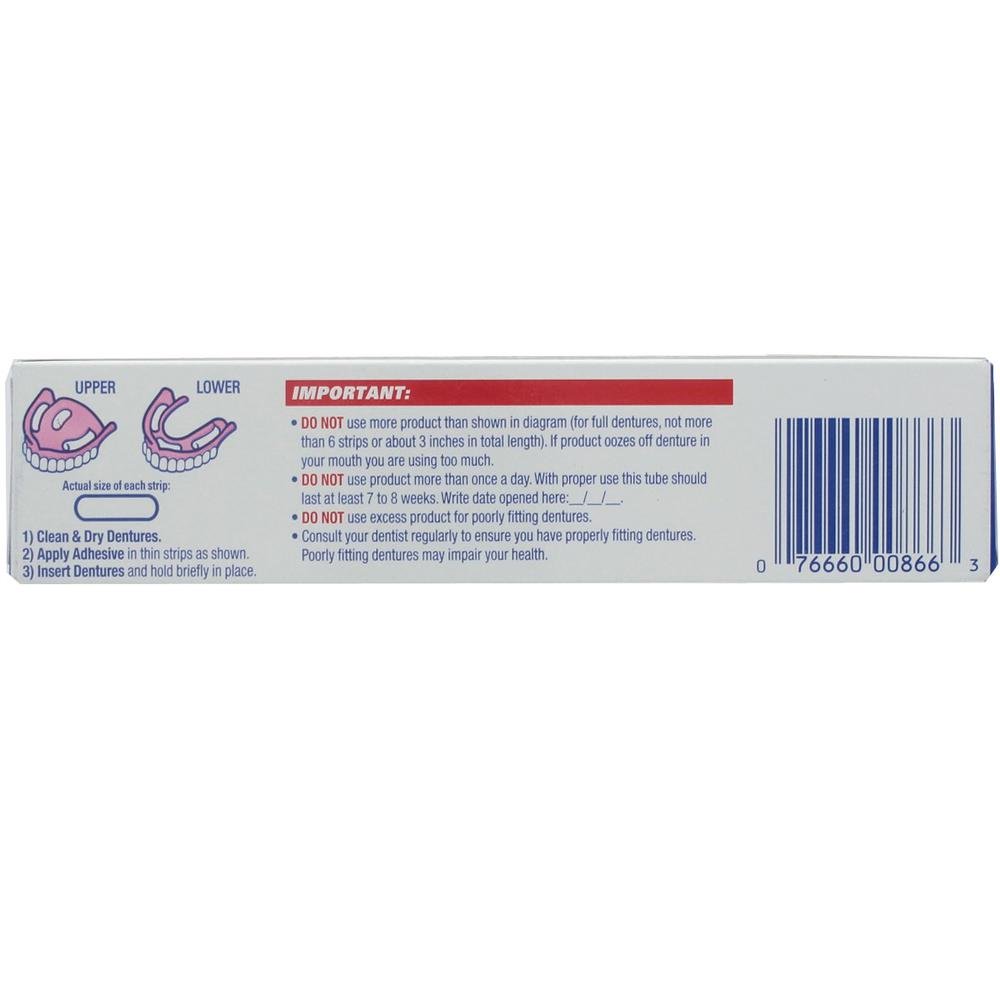 UPPER
LOWER
Actual size of each strip:
1) Clean & Dry Dentures.
2) Apply Adhesive in thin strips as shown.
3) Insert Dentures and hold briefly in place.
IMPORTANT:
• DO NOT use more product than shown in diagram (for full dentures, not more
than 6 strips or about 3 inches in total length). If product oozes off denture in
your mouth you are using too much.
• DO NOT use product more than once a day. With proper use this tube should
last at least 7 to 8 weeks. Write date opened here:__/__/__.
• DO NOT use excess product for poorly fitting dentures.
• Consult your dentist regularly to ensure you have properly fitting dentures.
Poorly fitting dentures may impair your health.
0 76660 00866 3